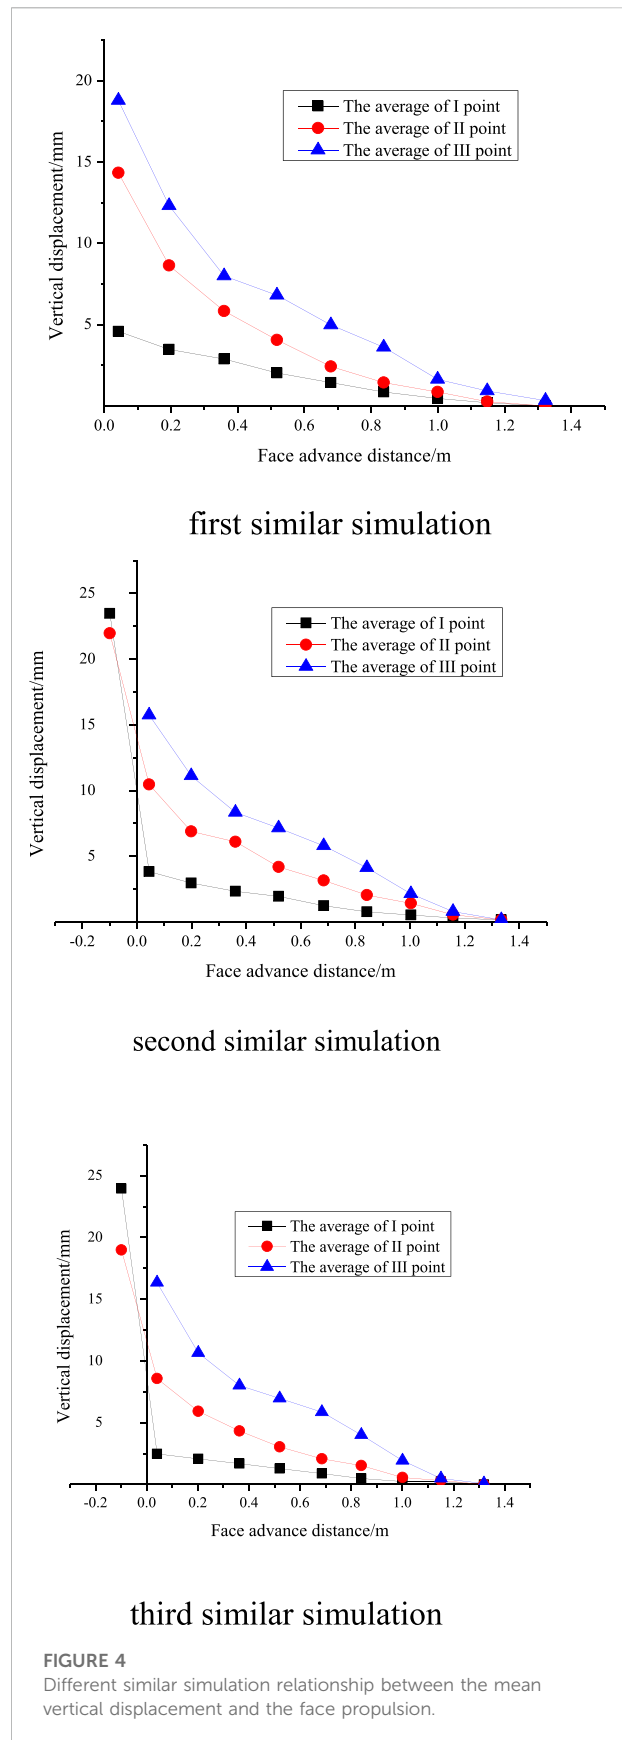 20
15
10
5
Vertical displacement/mm
The average of I point
The average of II point
The average of III point
0.0 0.2 0.4 0.6 0.8 1.0 1.2 1.4
Face advance distance/m
first similar simulation
25
20
15
10
5
Vertical displacement/mm
The average of I point
The average of II point
The average of III point
-0.2 0.0 0.2 0.4 0.6 0.8 1.0 1.2 1.4
Face advance distance/m
second similar simulation
25
20
15
10
5
Vertical displacement/mm
The average of I point
The average of II point
The average of III point
-0.2 0.0 0.2 0.4 0.6 0.8 1.0 1.2 1.4
Face advance distance/m
third similar simulation
FIGURE 4
Different similar simulation relationship between the mean
vertical displacement and the face propulsion.